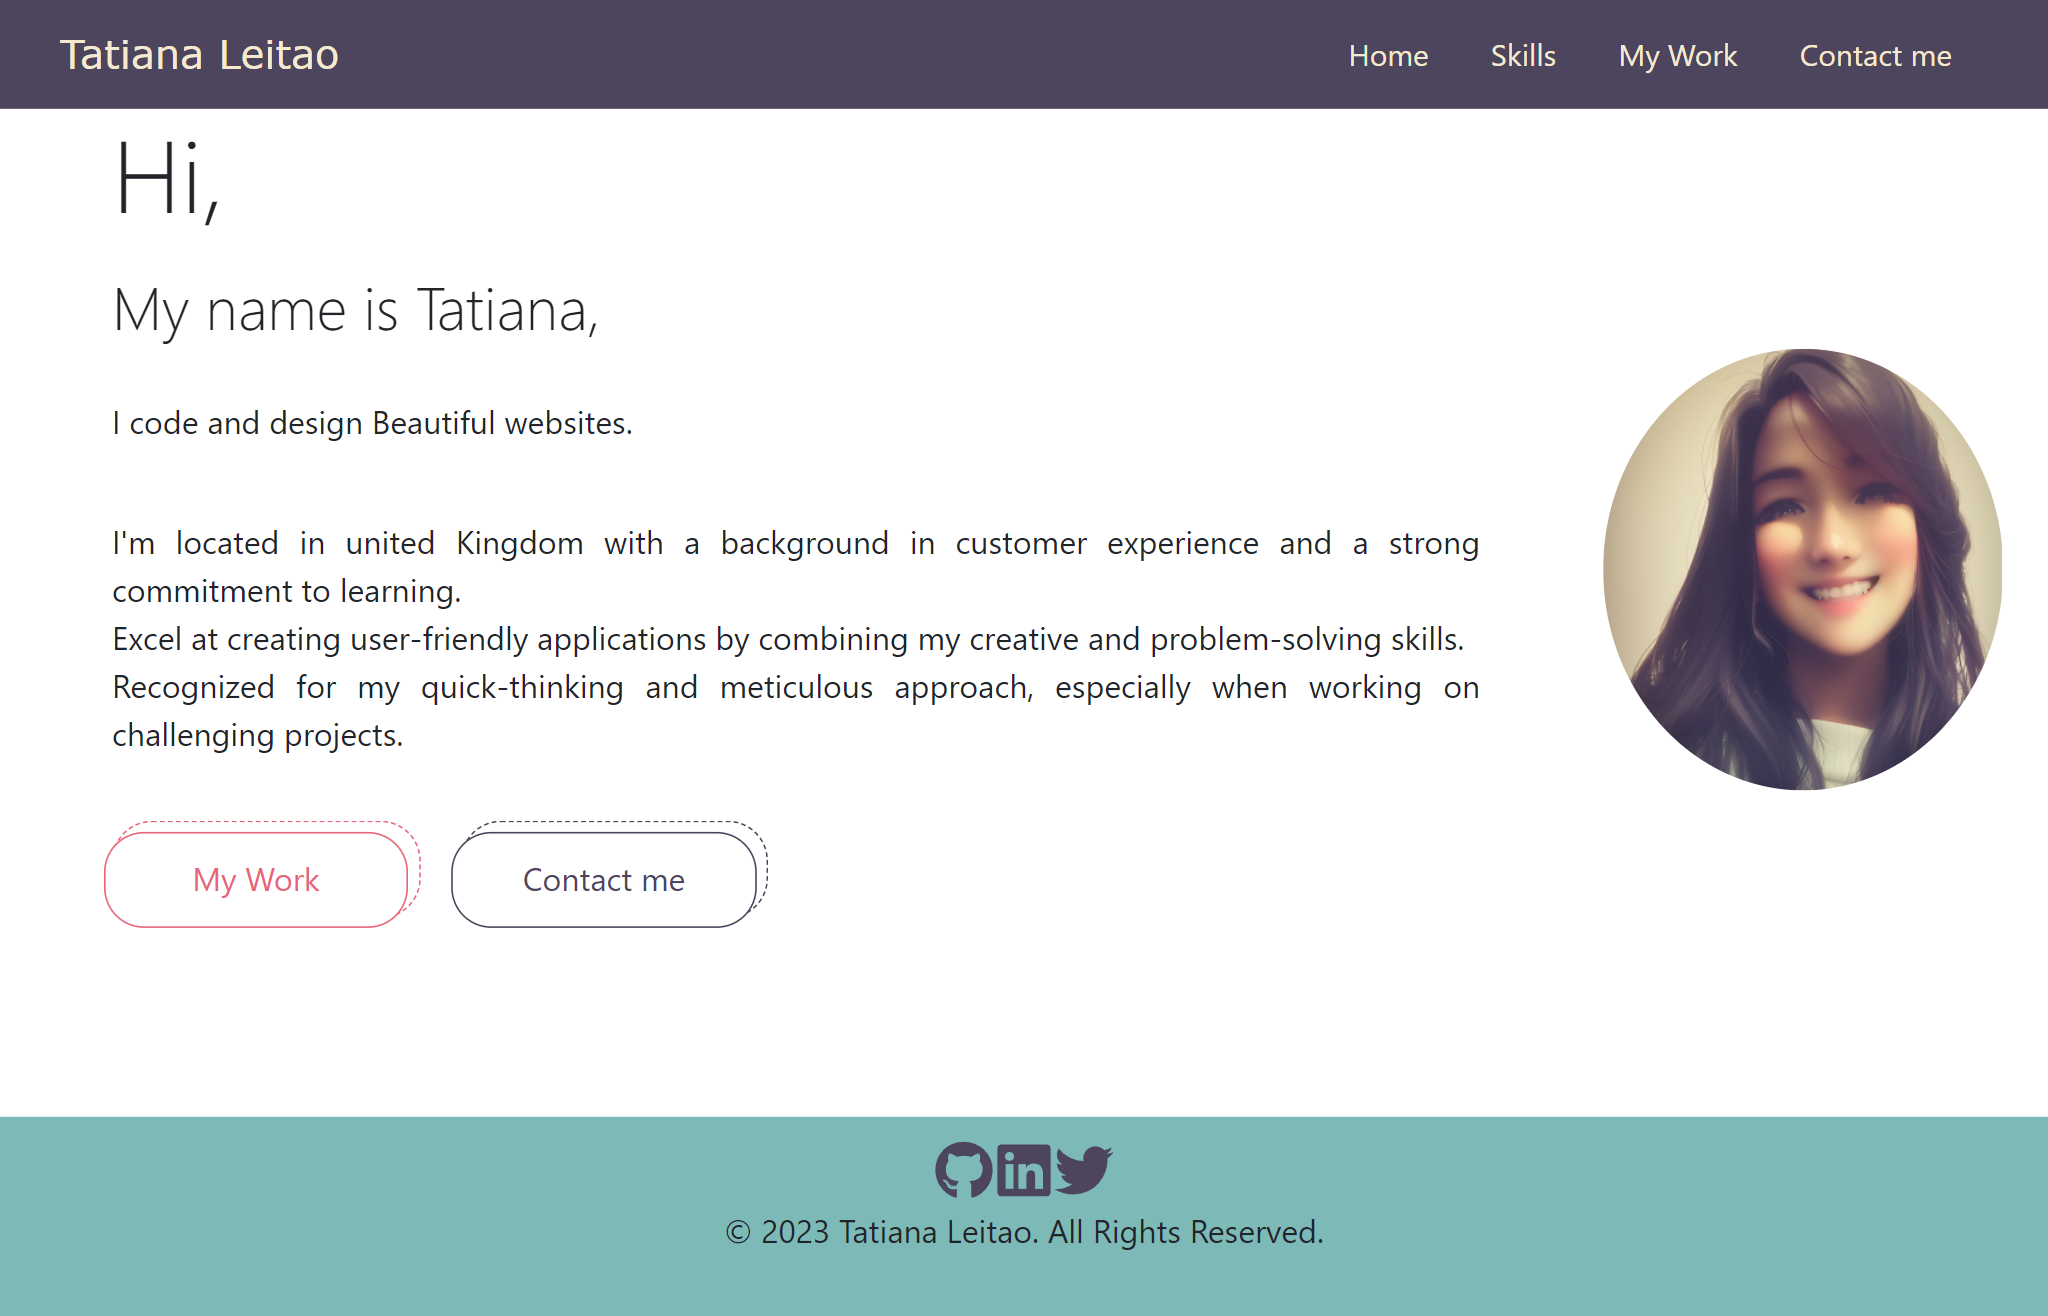 Tatiana Leitao
Home Skills My Work Contact me
Hi,
My name is Tatiana,
I code and design Beautiful websites.
I'm located in united Kingdom with a background in customer experience and a strong
commitment to learning.
Excel at creating user-friendly applications by combining my creative and problem-solving skills.
Recognized for my quick-thinking and meticulous approach, especially when working on
challenging projects.
My Work Contact me
in
© 2023 Tatiana Leitao. All Rights Reserved.